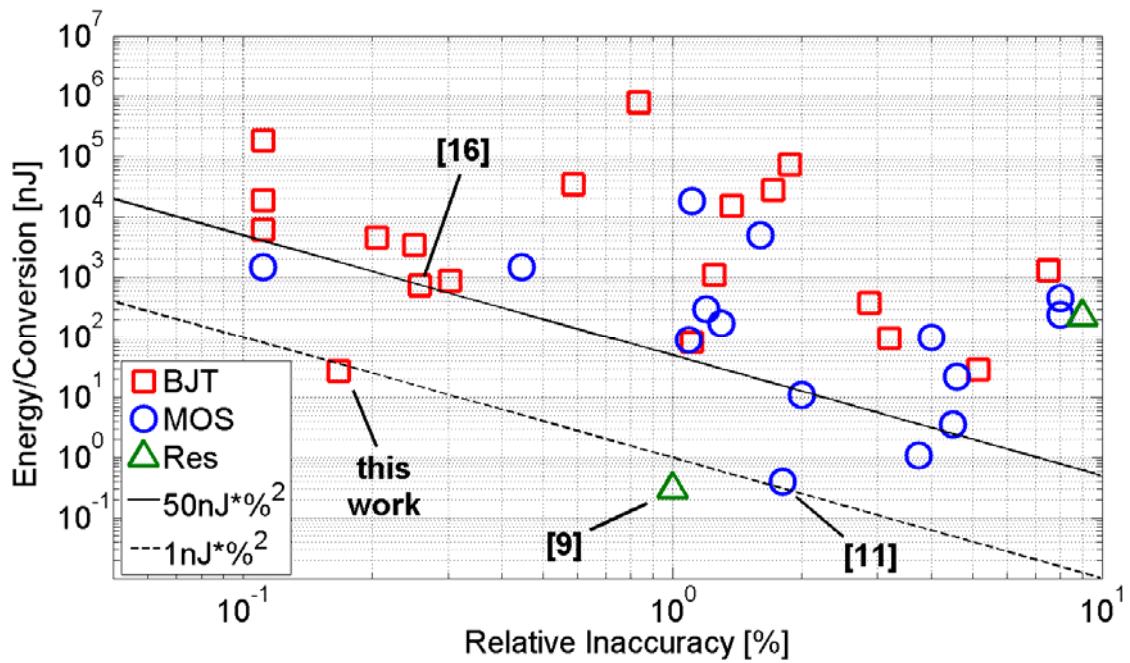 Energy/Conversion [nJ]
10^7
10^6
10^5
10^4
10^3
10^2
10^1
10^0
10^-1
[16]
this
work
[9]
[11]
BJT
MOS
Res
50nJ*%^2
1nJ*%^2
10^-1
10^0
10^1
Relative Inaccuracy [%]